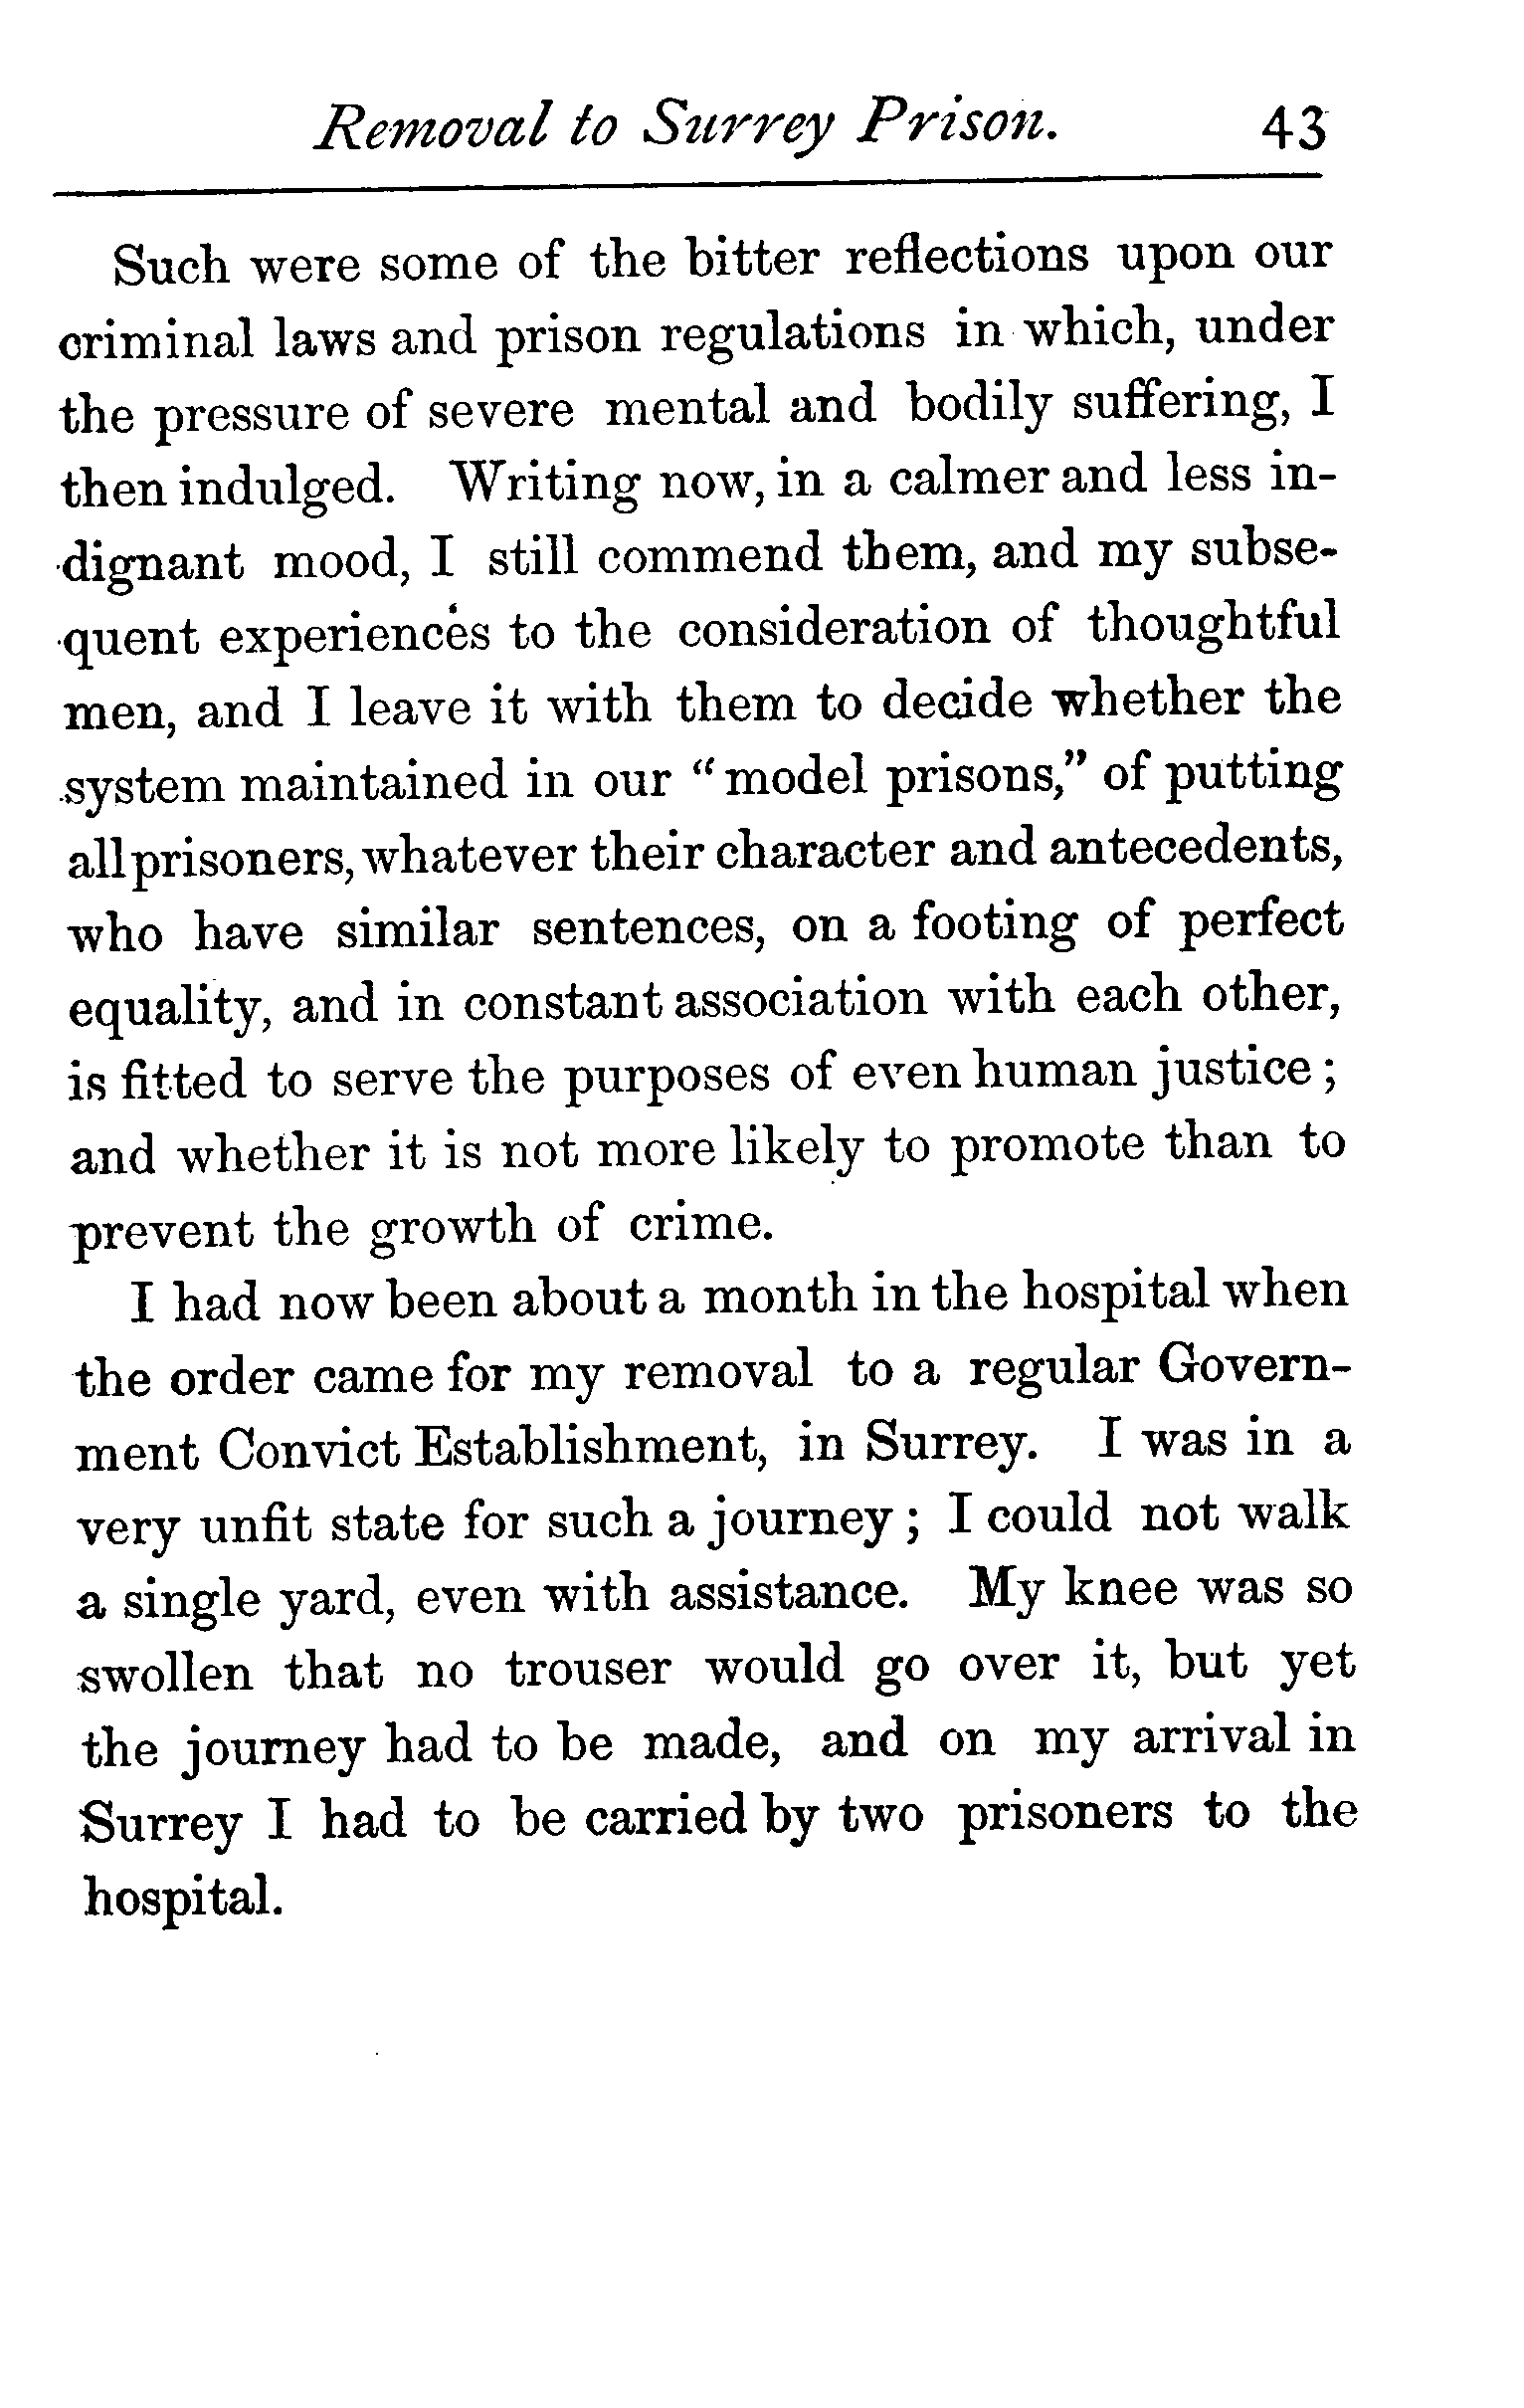 Removal to Surrey Prison. 43
Such were some of the bitter reflections upon our
criminal laws and prison regulations in which, under
the pressure of severe mental and bodily suffering, I
then indulged. Writing now, in a calmer and less in-
dignant mood, I still commend them, and my subse-
quent experiences to the consideration of thoughtful
men, and I leave it with them to decide whether the
system maintained in our “model prisons,” of putting
all prisoners, whatever their character and antecedents,
who have similar sentences, on a footing of perfect
equality, and in constant association with each other,
is fitted to serve the purposes of even human justice ;
and whether it is not more likely to promote than to
prevent the growth of crime.
I had now been about a month in the hospital when
the order came for my removal to a regular Govern-
ment Convict Establishment, in Surrey. I was in a
very unfit state for such a journey ; I could not walk
a single yard, even with assistance. My knee was so
swollen that no trouser would go over it, but yet
the journey had to be made, and on my arrival in
Surrey I had to be carried by two prisoners to the
hospital.